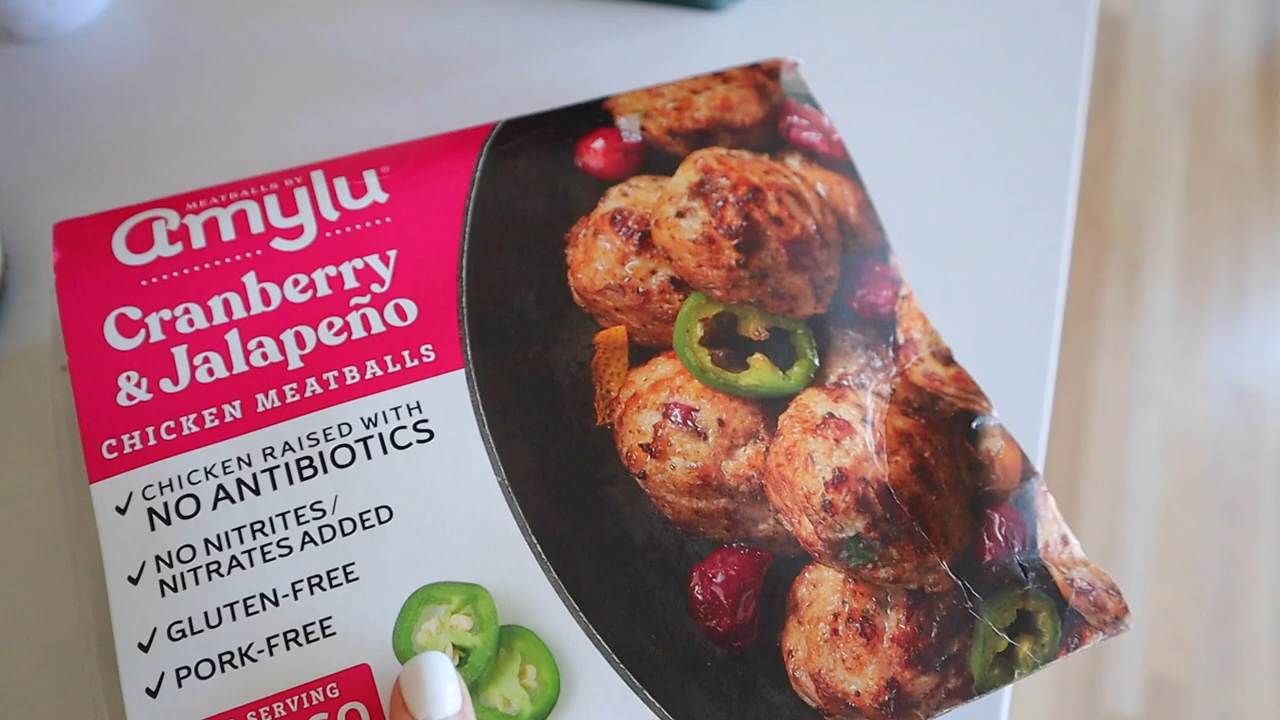 MEATBALLS BY
amylu®
Cranberry
& Jalapeño
CHICKEN MEATBALLS
✓ CHICKEN RAISED WITH
NO ANTIBIOTICS
✓ NO NITRITES/
NITRATES ADDED
✓ GLUTEN-FREE
✓ PORK-FREE
SERVING